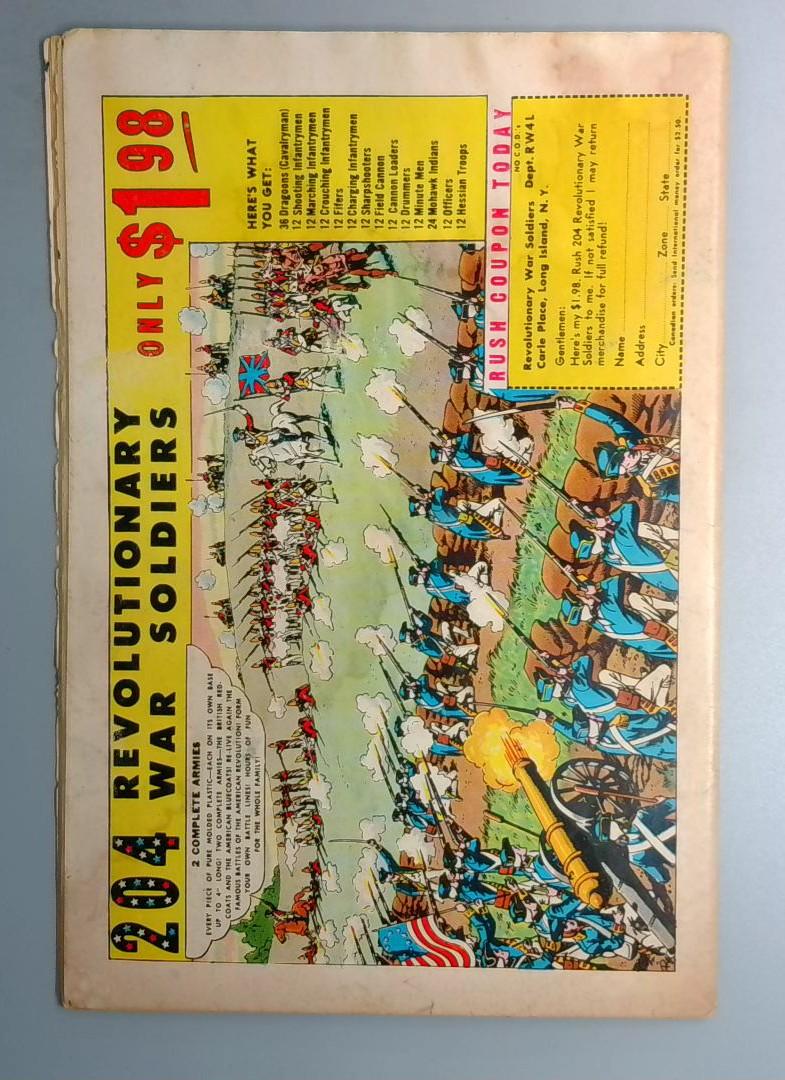 204 REVOLUTIONARY
WAR SOLDIERS
ONLY $1.98
2 COMPLETE ARMIES
EVERY PIECE OF PURE MOLDED PLASTIC—EACH ON ITS OWN BASE
UP TO 4" LONG! TWO COMPLETE ARMIES—THE BRITISH RED-
COATS AND THE AMERICAN BLUECOATS! RE-LIVE AGAIN THE
FAMOUS BATTLES OF THE AMERICAN REVOLUTION! FORM
YOUR OWN BATTLE LINES! HOURS OF FUN
FOR THE WHOLE FAMILY!
HERE'S WHAT
YOU GET:
36 Dragoons (Cavalryman)
12 Shooting Infantrymen
12 Marching Infantrymen
12 Crouching Infantrymen
12 Fifers
12 Charging Infantrymen
12 Sharpshooters
12 Field Cannon
12 Cannon Loaders
12 Drummers
12 Minute Men
24 Mohawk Indians
12 Officers
12 Hessian Troops
RUSH COUPON TODAY
NO C.O.D.'s
Revolutionary War Soldiers Dept. RW4L
Carle Place, Long Island, N. Y.
Gentlemen:
Here's my $1.98. Rush 204 Revolutionary War
Soldiers to me. If not satisfied I may return
merchandise for full refund!
Name
Address
City Zone State
Canadian orders: Send International money order for $2.50.